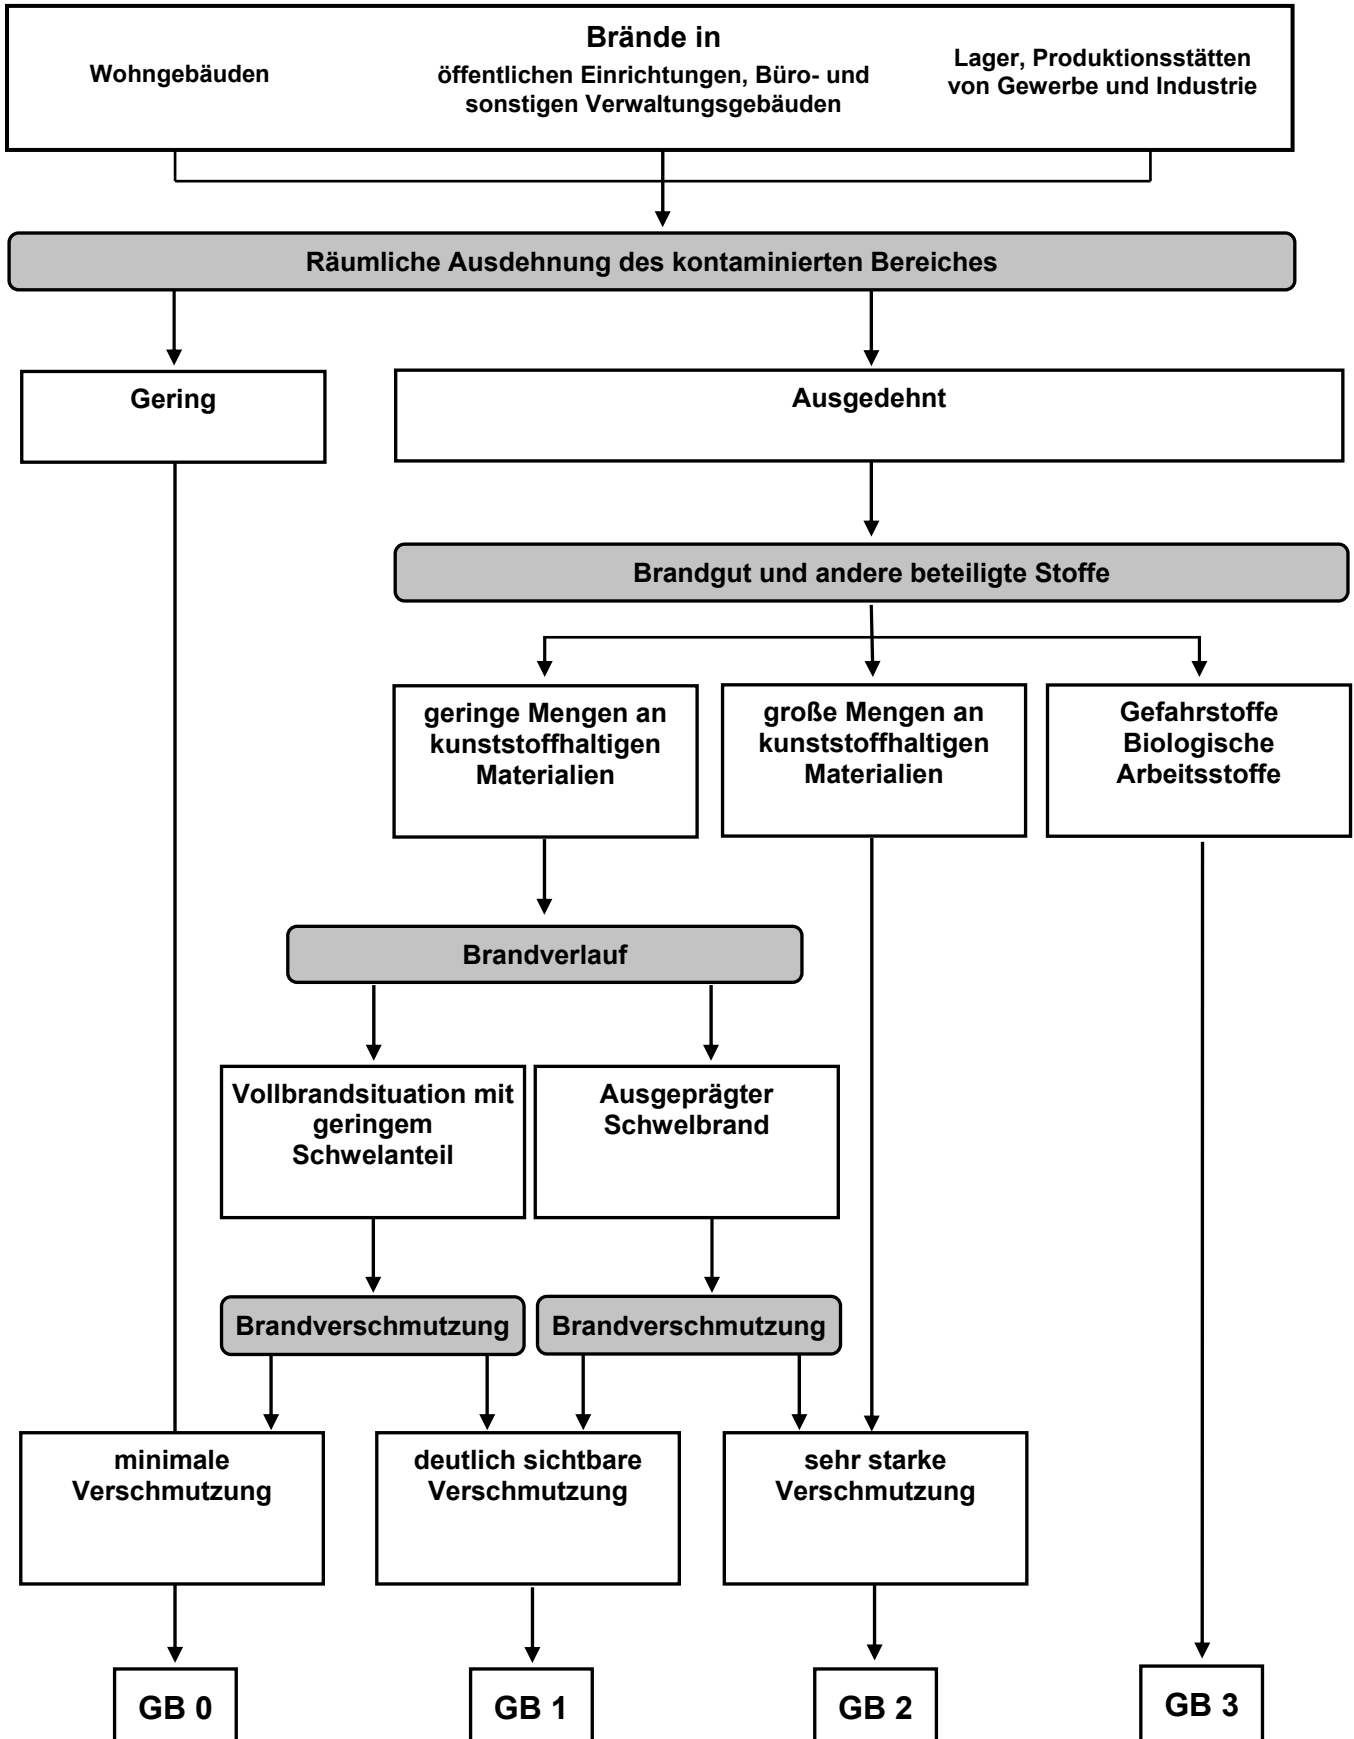 Brände in
Wohngebäuden
öffentlichen Einrichtungen, Büro- und
sonstigen Verwaltungsgebäuden
Lager, Produktionsstätten
von Gewerbe und Industrie
Räumliche Ausdehnung des kontaminierten Bereiches
Gering
Ausgedehnt
Brandgut und andere beteiligte Stoffe
geringe Mengen an
kunststoffhaltigen
Materialien
große Mengen an
kunststoffhaltigen
Materialien
Gefahrstoffe
Biologische
Arbeitsstoffe
Brandverlauf
Vollbrandsituation mit
geringem
Schwelanteil
Ausgeprägter
Schwelbrand
Brandverschmutzung
Brandverschmutzung
minimale
Verschmutzung
deutlich sichtbare
Verschmutzung
sehr starke
Verschmutzung
GB 0
GB 1
GB 2
GB 3